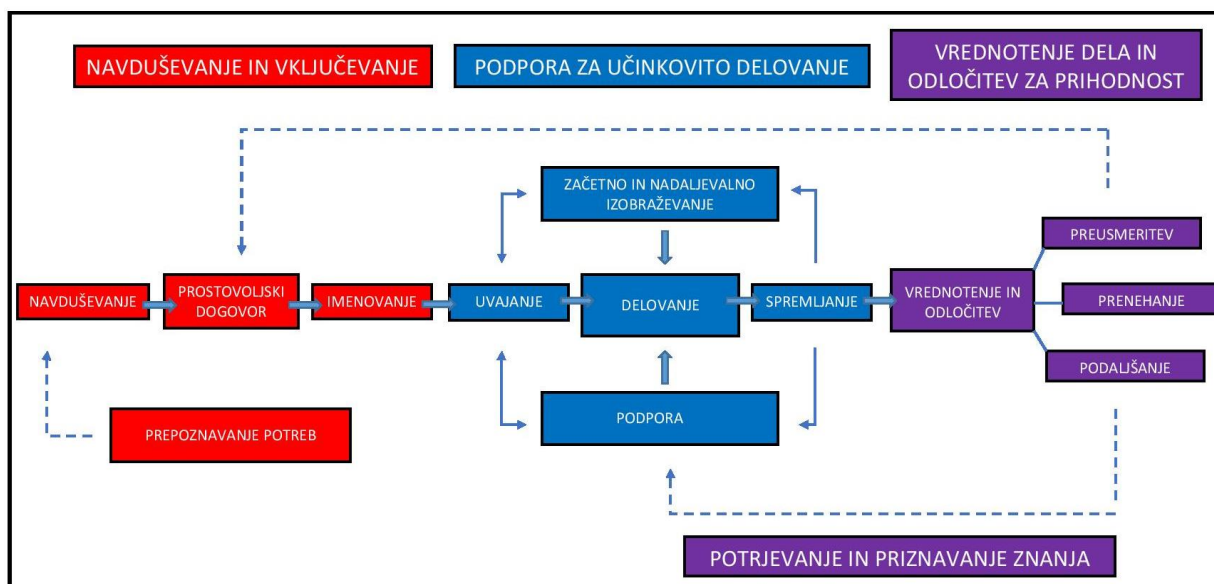 NAVDUŠEVANJE IN VKLJUČEVANJE
PODPORA ZA UČINKOVITO DELOVANJE
VREDNOTENJE DELA IN
ODLOČITEV ZA PRIHODNOST
ZAČETNO IN NADALJEVALNO
IZOBRAŽEVANJE
NAVDUŠEVANJE
PROSTOVOLJSKI
DOGOVOR
IMENOVANJE
UVAJANJE
DELOVANJE
SPREMLJANJE
VREDNOTENJE IN
ODLOČITEV
PREUSMERITEV
PRENEHANJE
PODALJŠANJE
PREPOZNAVANJE POTREB
PODPORA
POTRJEVANJE IN PRIZNAVANJE ZNANJA